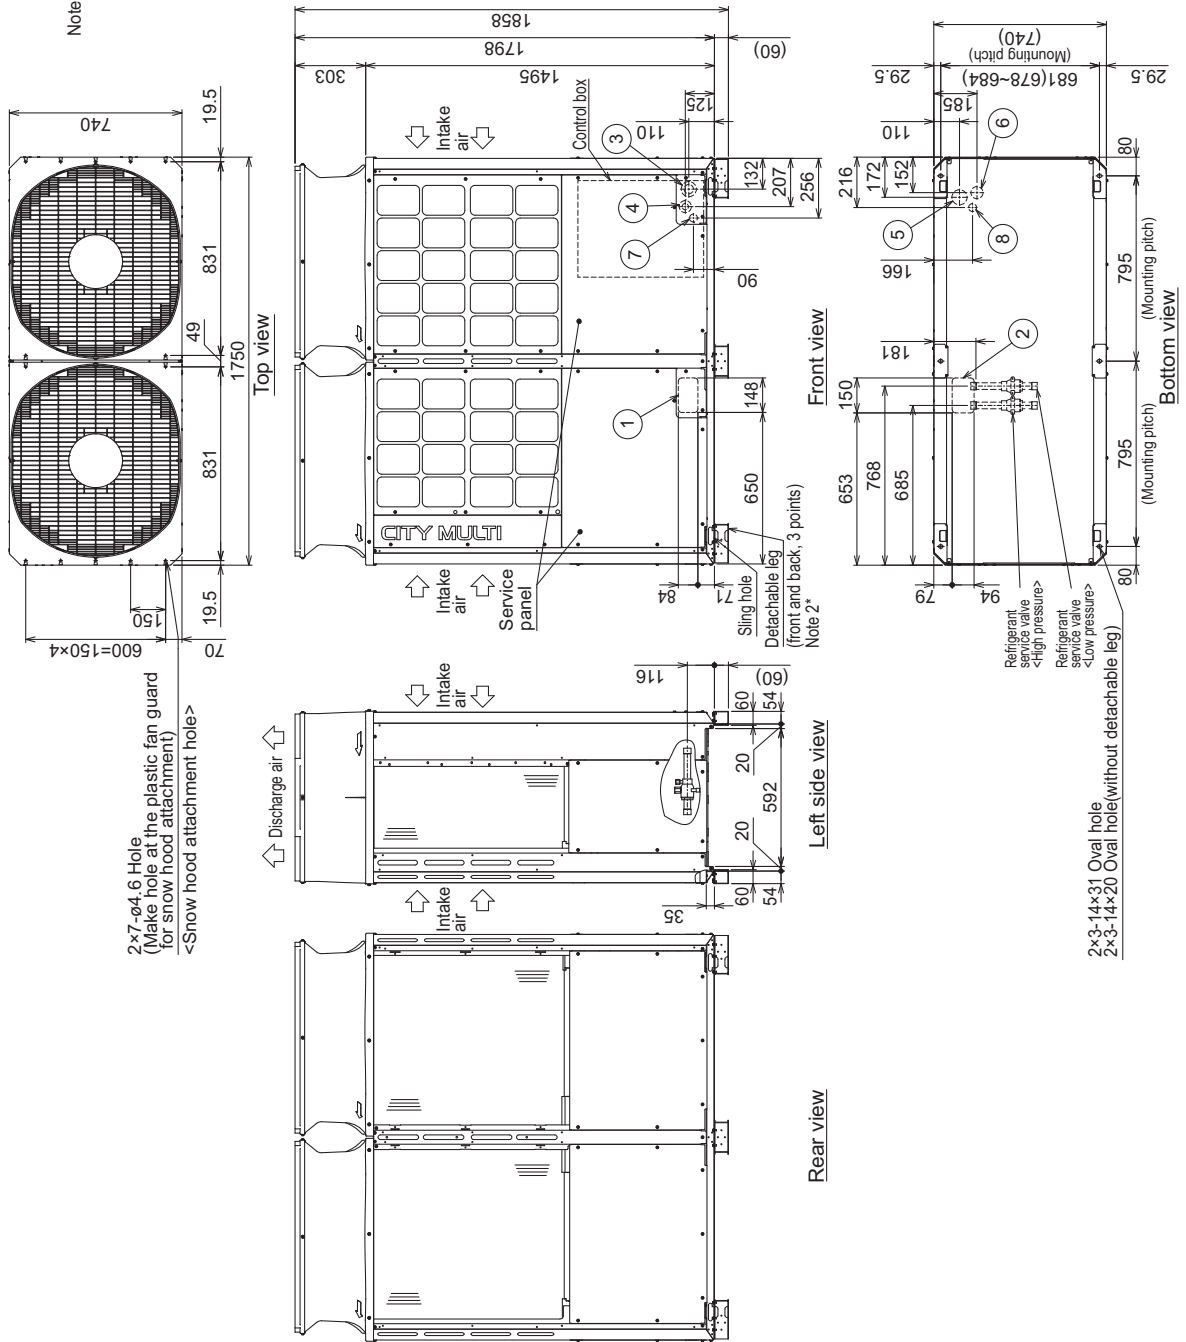 Note
740
19.5
831
49
1750
831
19.5
150
600=150×4
70
Top view
2×7-ø4.6 Hole
(Make hole at the plastic fan guard
for snow hood attachment)
<Snow hood attachment hole>
1858
1798
(60)
303
1495
125
110
Intake
air
Control box
3
4
7
132
207
256
90
Service
panel
CITY MULTI
1
148
650
84
71
Intake
air
Sling hole
Detachable leg
(front and back, 3 points)
Note 2*
Front view
Discharge air
Intake
air
Intake
air
116
(60)
60
54
20
592
20
60
54
35
Left side view
Rear view
(740)
(Mounting pitch)
681(678~684)
29.5
29.5
185
110
6
5
8
216
172
152
166
80
795
(Mounting pitch)
181
2
150
653
768
685
795
(Mounting pitch)
80
79
94
Refrigerant
service valve
<High pressure>
Refrigerant
service valve
<Low pressure>
2×3-14×31 Oval hole
2×3-14×20 Oval hole(without detachable leg)
Bottom view